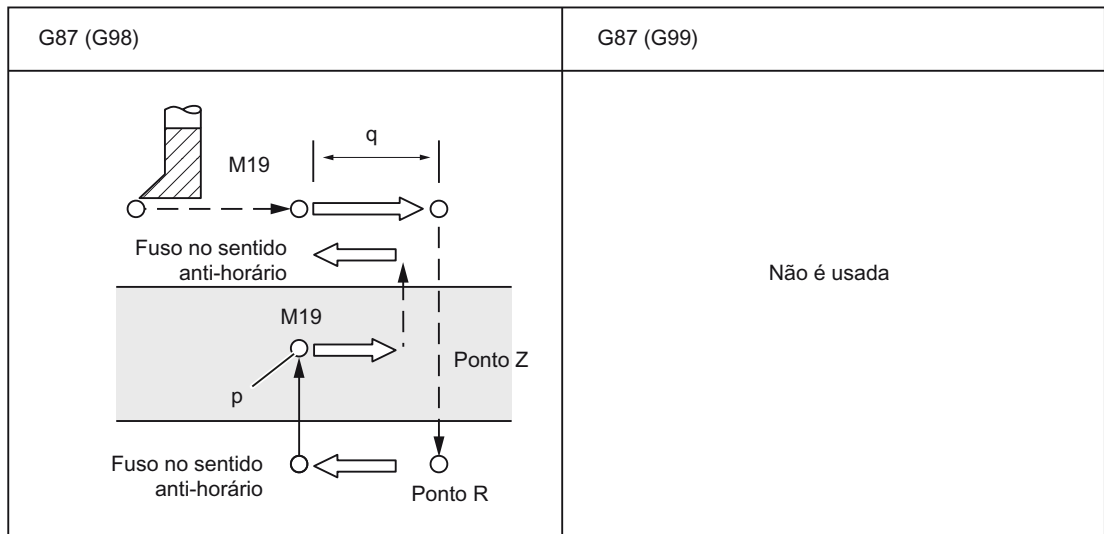 G87 (G98)
G87 (G99)
q
M19
Fuso no sentido
anti-horário
M19
Ponto Z
p
Fuso no sentido
anti-horário
Ponto R
Não é usada